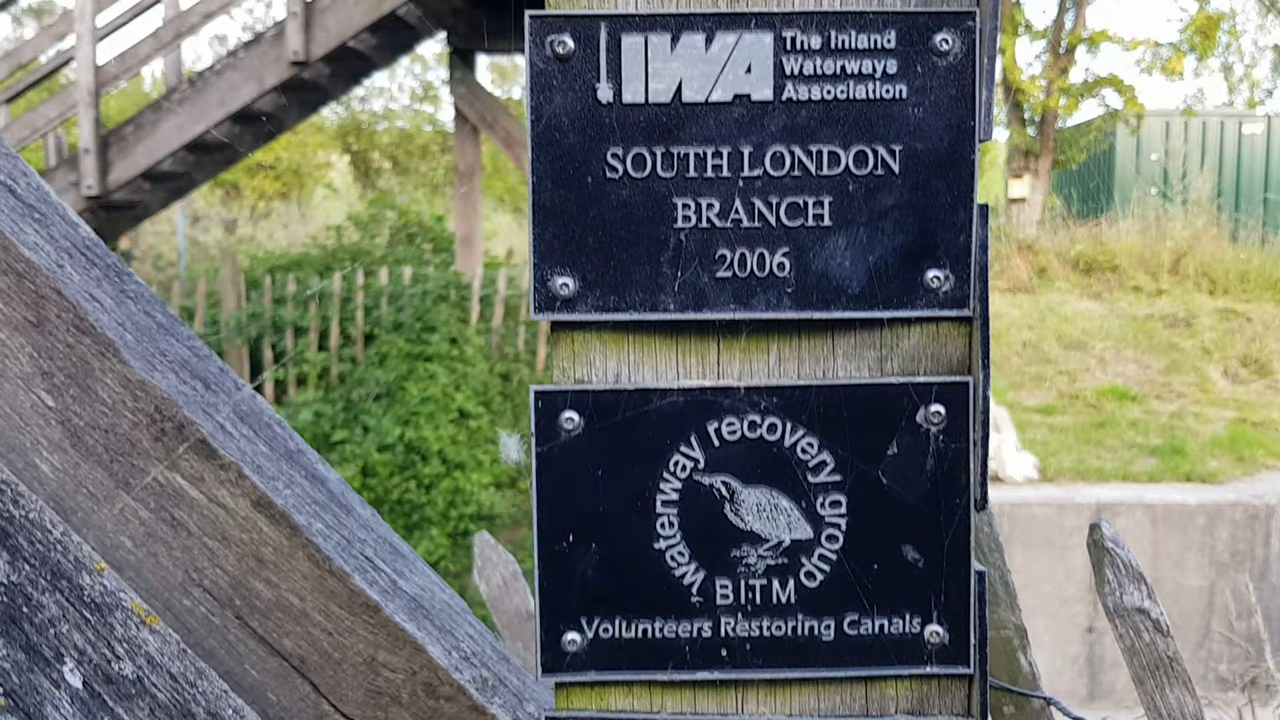 IWA
The Inland
Waterways
Association
SOUTH LONDON
BRANCH
2006
waterway recovery group
BITM
Volunteers Restoring Canals